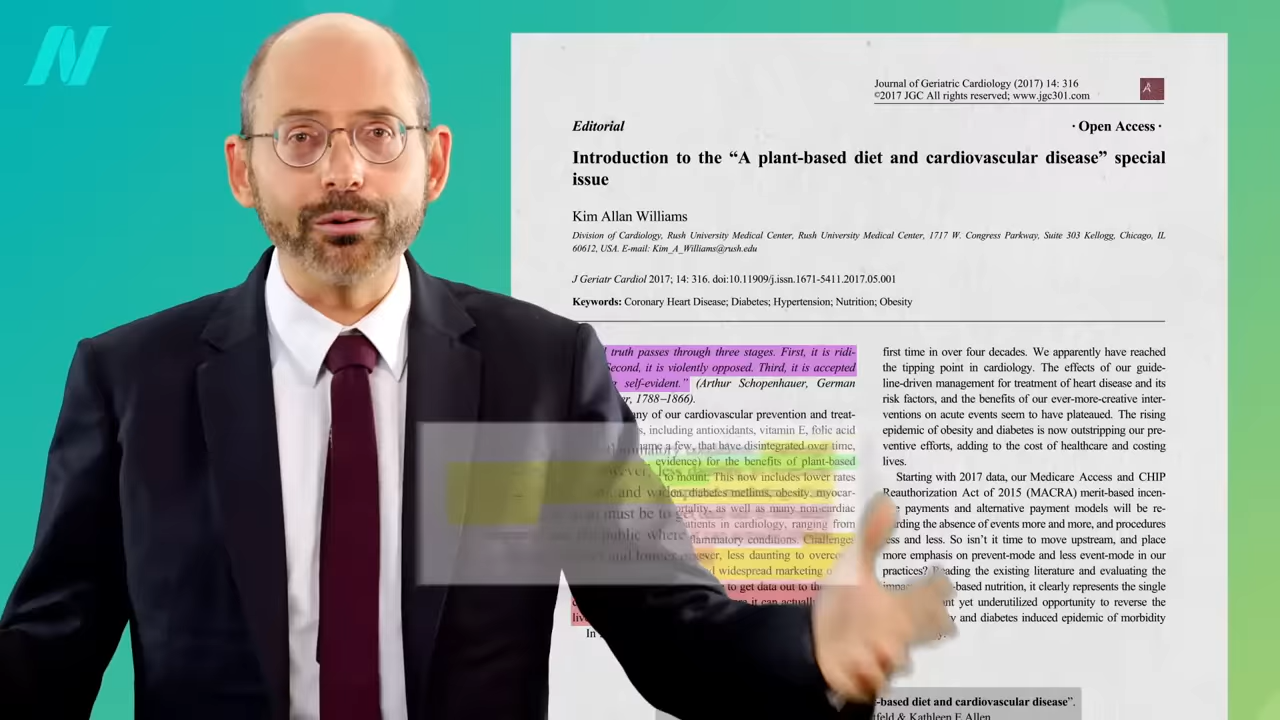 N
Journal of Geriatric Cardiology (2017) 14: 316
©2017 JGC All rights reserved; www.jgc301.com
Editorial
· Open Access ·
Introduction to the “A plant-based diet and cardiovascular disease” special
issue
Kim Allan Williams
Division of Cardiology, Rush University Medical Center, Rush University Medical Center, 1717 W. Congress Parkway, Suite 303 Kellogg, Chicago, IL
60612, USA. E-mail: Kim_A_Williams@rush.edu
J Geriatr Cardiol 2017; 14: 316. doi:10.11909/j.issn.1671-5411.2017.05.001
Keywords: Coronary Heart Disease; Diabetes; Hypertension; Nutrition; Obesity
truth passes through three stages. First, it is ridi-
Second, it is violently opposed. Third, it is accepted
self-evident.” (Arthur Schopenhauer, German
1788–1866).
of our cardiovascular prevention and treat-
including antioxidants, vitamin E, folic acid
a few, that have disintegrated over time,
evidence) for the benefits of plant-based
to mount. This now includes lower rates
diabetes mellitus, obesity, myocar-
as well as many non-cardiac
in cardiology, ranging from
conditions. Challenges
less daunting to
widespread marketing
to get data out to
it can
In
first time in over four decades. We apparently have reached
the tipping point in cardiology. The effects of our guide-
line-driven management for treatment of heart disease and its
risk factors, and the benefits of our ever-more-creative inter-
ventions on acute events seem to have plateaued. The rising
epidemic of obesity and diabetes is now outstripping our pre-
ventive efforts, adding to the cost of healthcare and costing
lives.
Starting with 2017 data, our Medicare Access and CHIP
Reauthorization Act of 2015 (MACRA) merit-based incen-
payments and alternative payment models will be re-
the absence of events more and more, and procedures
and less. So isn’t it time to move upstream, and place
more emphasis on prevent-mode and less event-mode in our
practices? Reading the existing literature and evaluating the
-based nutrition, it clearly represents the single
yet underutilized opportunity to reverse the
and diabetes induced epidemic of morbidity
-based diet and cardiovascular disease”.
& Kathleen E Allen